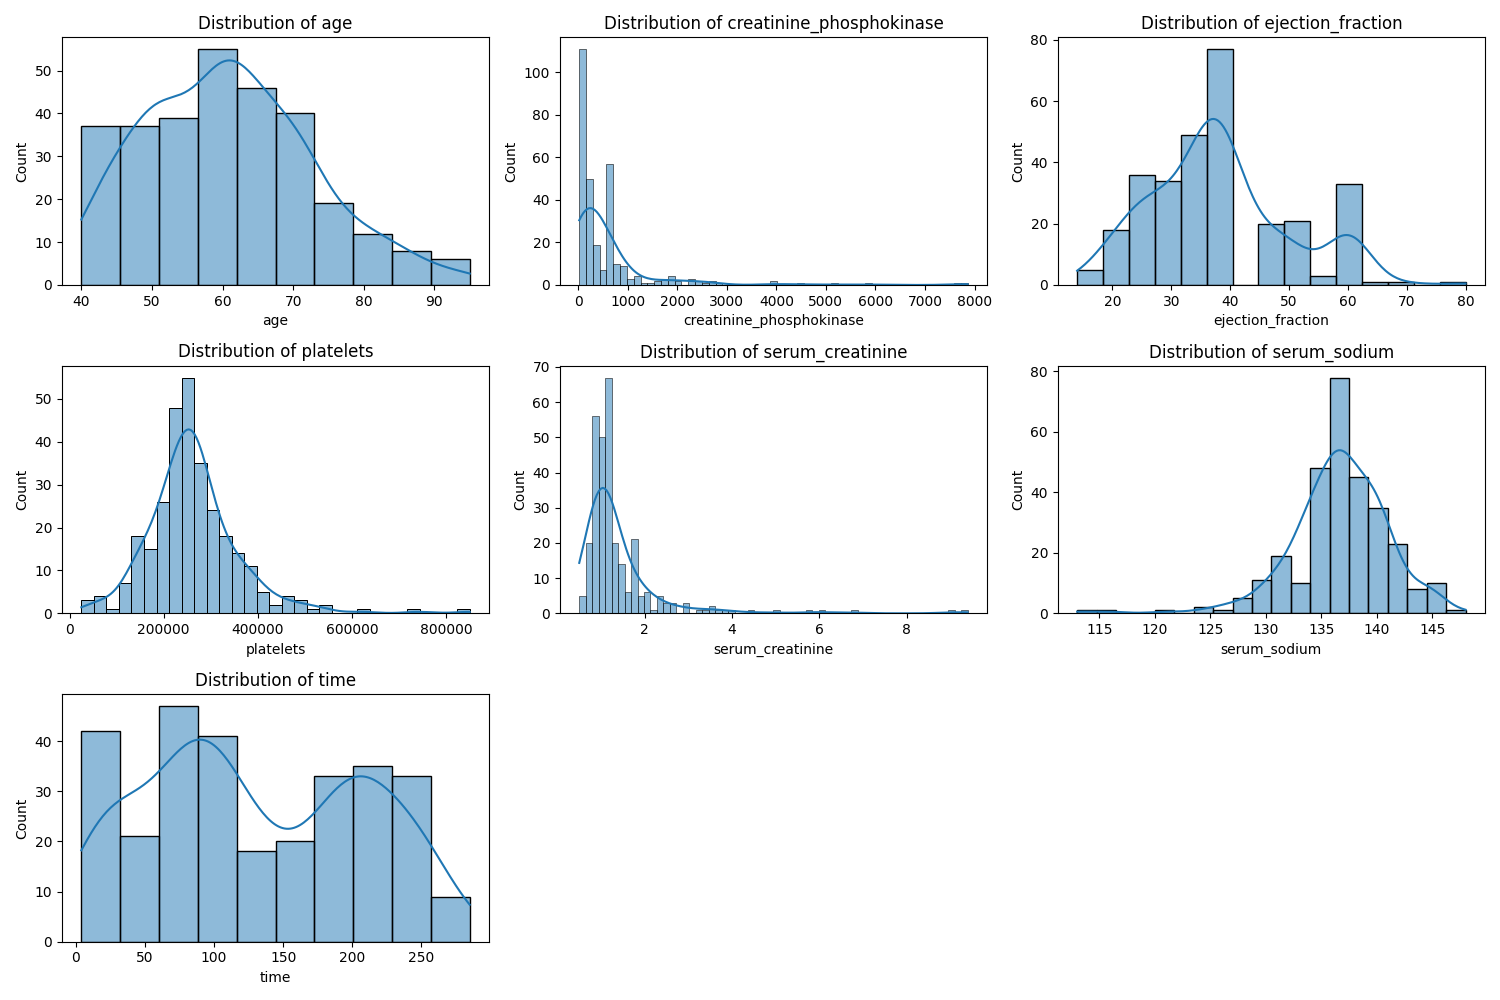 Distribution of age
50
40
30
20
10
0
Count
40 50 60 70 80 90
age
Distribution of creatinine_phosphokinase
100
80
60
40
20
0
Count
0 1000 2000 3000 4000 5000 6000 7000 8000
creatinine_phosphokinase
Distribution of ejection_fraction
80
60
40
20
0
Count
20 30 40 50 60 70 80
ejection_fraction
Distribution of platelets
50
40
30
20
10
0
Count
0 200000 400000 600000 800000
platelets
Distribution of serum_creatinine
70
60
50
40
30
20
10
0
Count
2 4 6 8
serum_creatinine
Distribution of serum_sodium
80
60
40
20
0
Count
115 120 125 130 135 140 145
serum_sodium
Distribution of time
40
30
20
10
0
Count
0 50 100 150 200 250
time